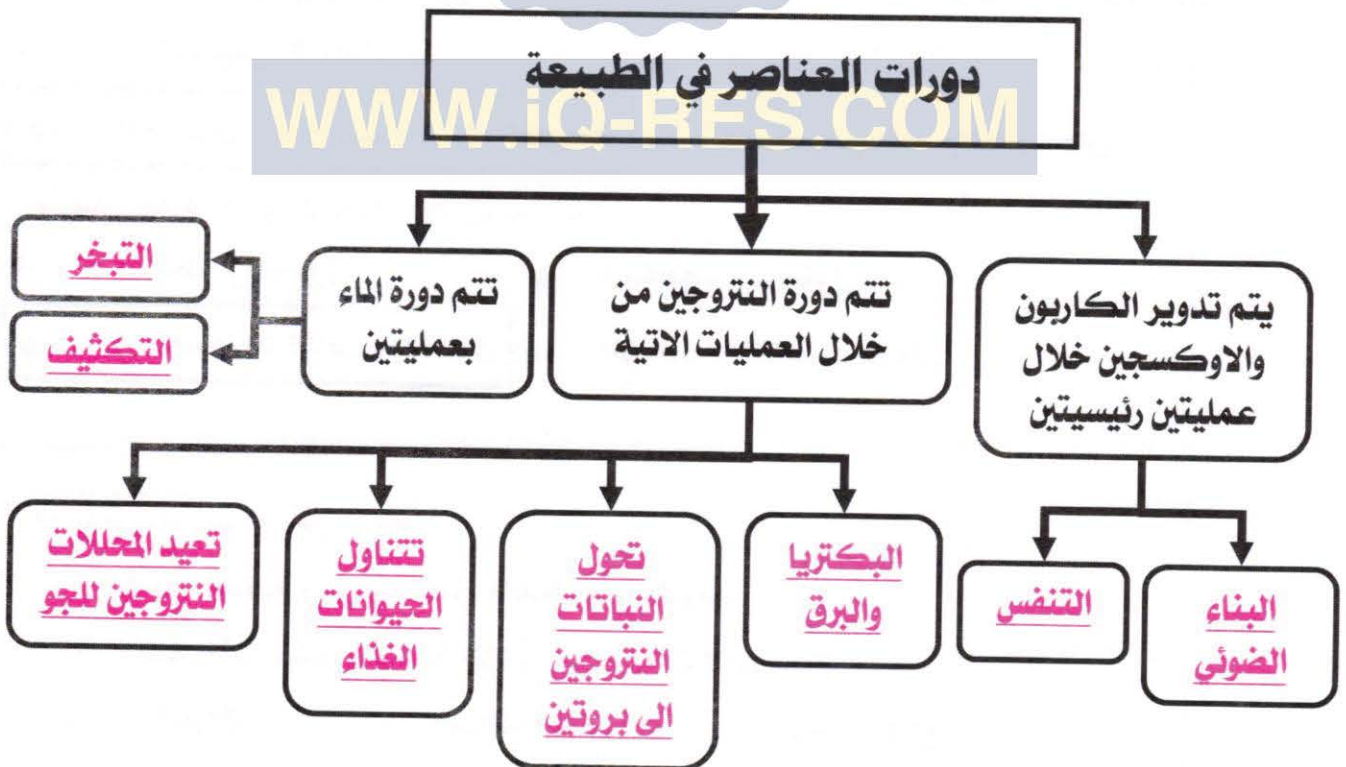 دورات العناصر في الطبيعة
WWW.iQ-RES.COM
يتم تدوير الكاربون
والاوكسجين خلال
عمليتين رئيسيتين
تتم دورة النتروجين من
خلال العمليات الاتية
تتم دورة الماء
بعمليتين
التبخر
التكثيف
البناء
الضوئي
التنفس
البكتريا
والبرق
تحول
النباتات
النتروجين
الى بروتين
تتناول
الحيوانات
الغذاء
تعيد المحللات
النتروجين للجو